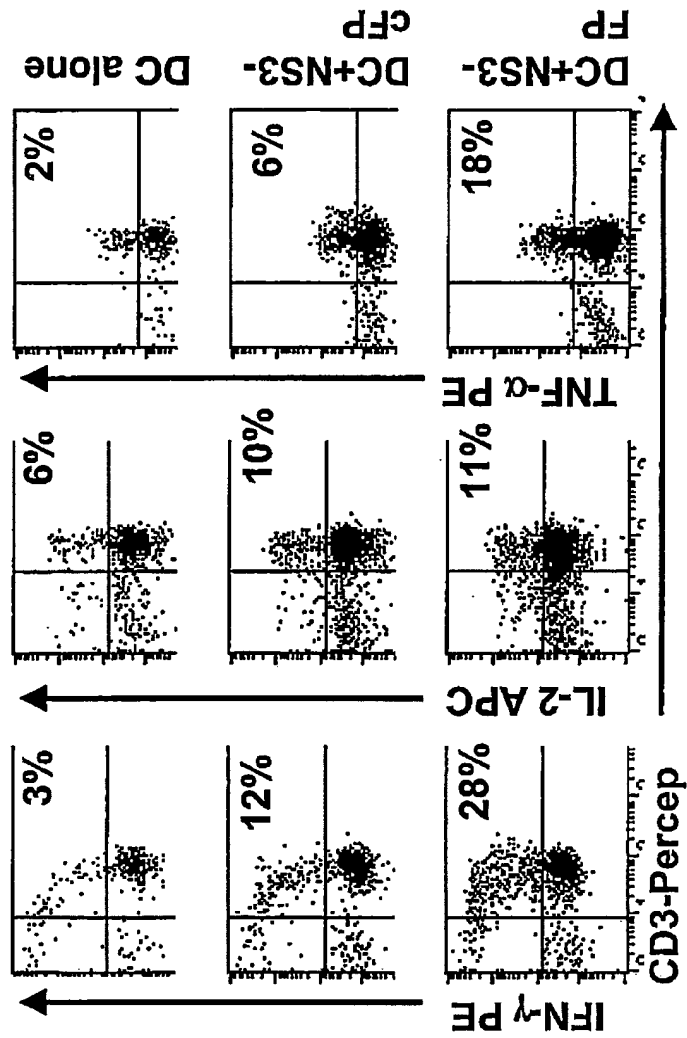 DC alone
DC+NS3-
cFP
DC+NS3-
FP
2%
6%
18%
TNF-α PE
6%
10%
11%
IL-2 APC
3%
12%
28%
IFN-γ PE
CD3-Percep